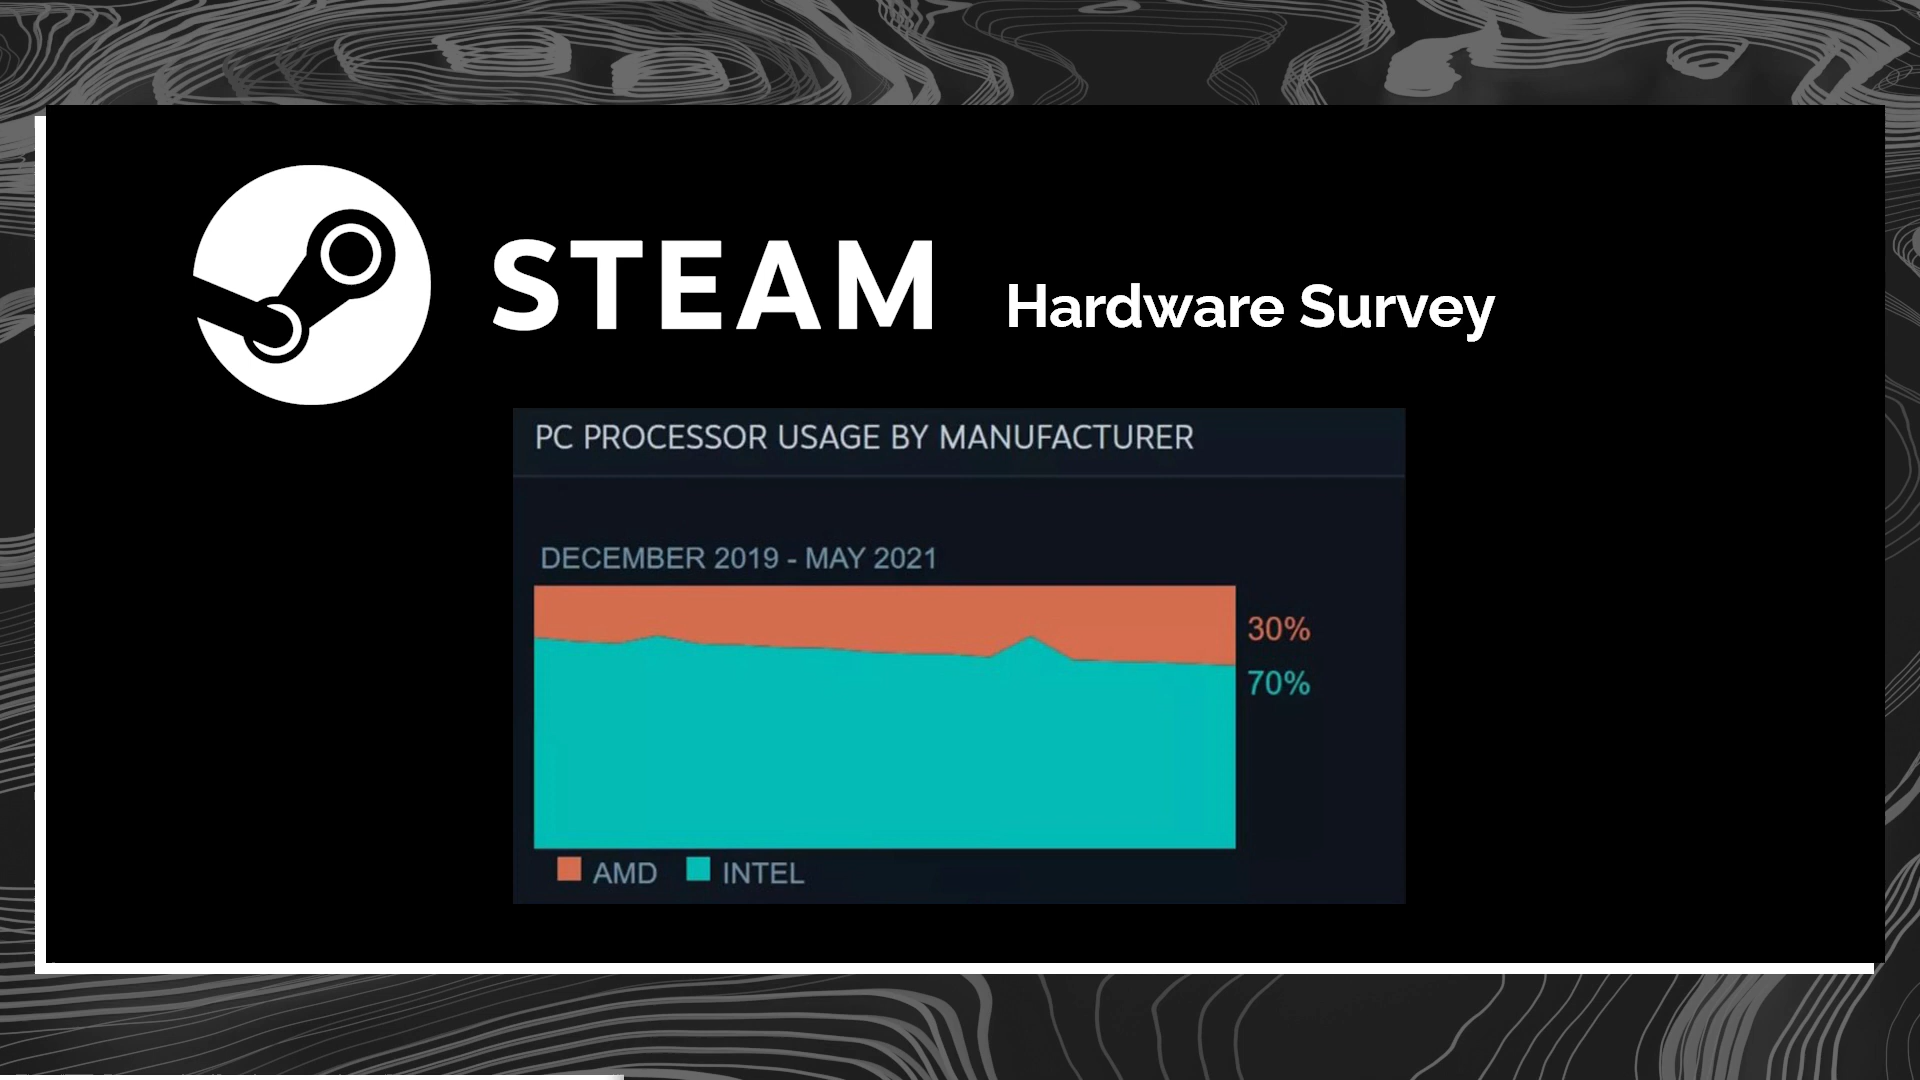 STEAM Hardware Survey
PC PROCESSOR USAGE BY MANUFACTURER
DECEMBER 2019 - MAY 2021
30%
70%
AMD INTEL